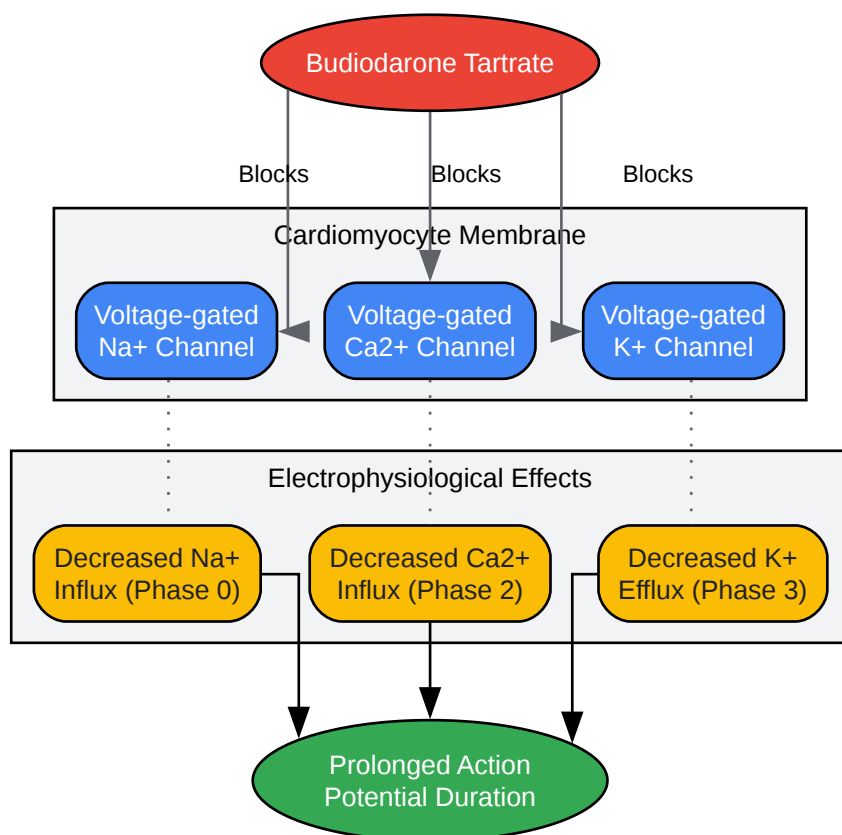 Budiodarone Tartrate
Blocks
Blocks
Blocks
Cardiomyocyte Membrane
Voltage-gated
Na+ Channel
Voltage-gated
Ca2+ Channel
Voltage-gated
K+ Channel
Electrophysiological Effects
Decreased Na+
Influx (Phase 0)
Decreased Ca2+
Influx (Phase 2)
Decreased K+
Efflux (Phase 3)
Prolonged Action
Potential Duration